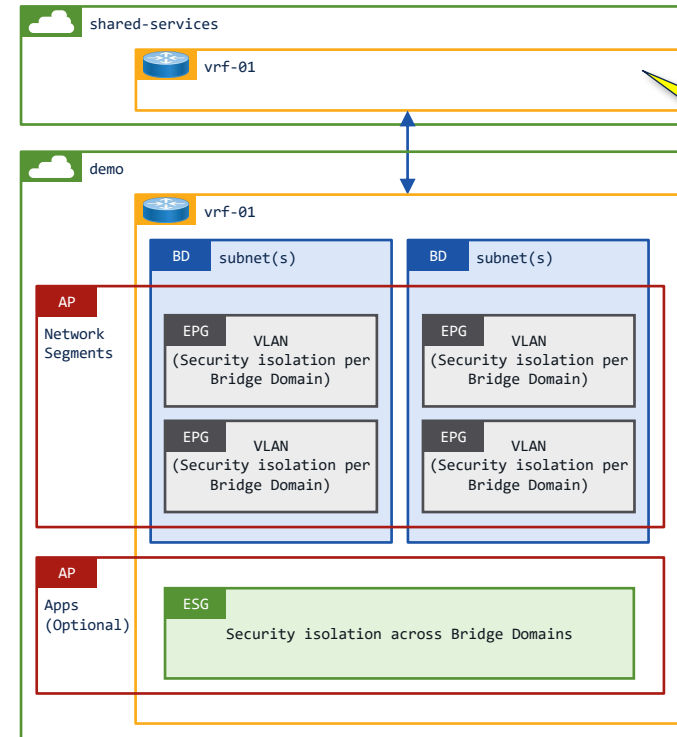 shared-services
vrf-01
demo
vrf-01
BD
subnet(s)
BD
subnet(s)
AP
Network
Segments
EPG
VLAN
(Security isolation per
Bridge Domain)
EPG
VLAN
(Security isolation per
Bridge Domain)
EPG
VLAN
(Security isolation per
Bridge Domain)
EPG
VLAN
(Security isolation per
Bridge Domain)
AP
Apps
(Optional)
ESG
Security isolation across Bridge Domains